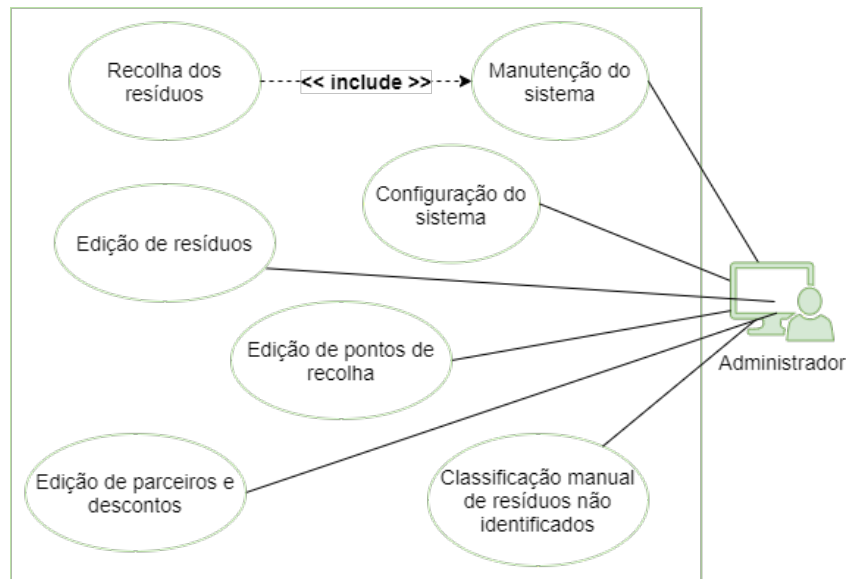 Recolha dos
resíduos
<< include >>
Manutenção do
sistema
Configuração do
sistema
Edição de resíduos
Edição de pontos de
recolha
Administrador
Edição de parceiros e
descontos
Classificação manual
de resíduos não
identificados